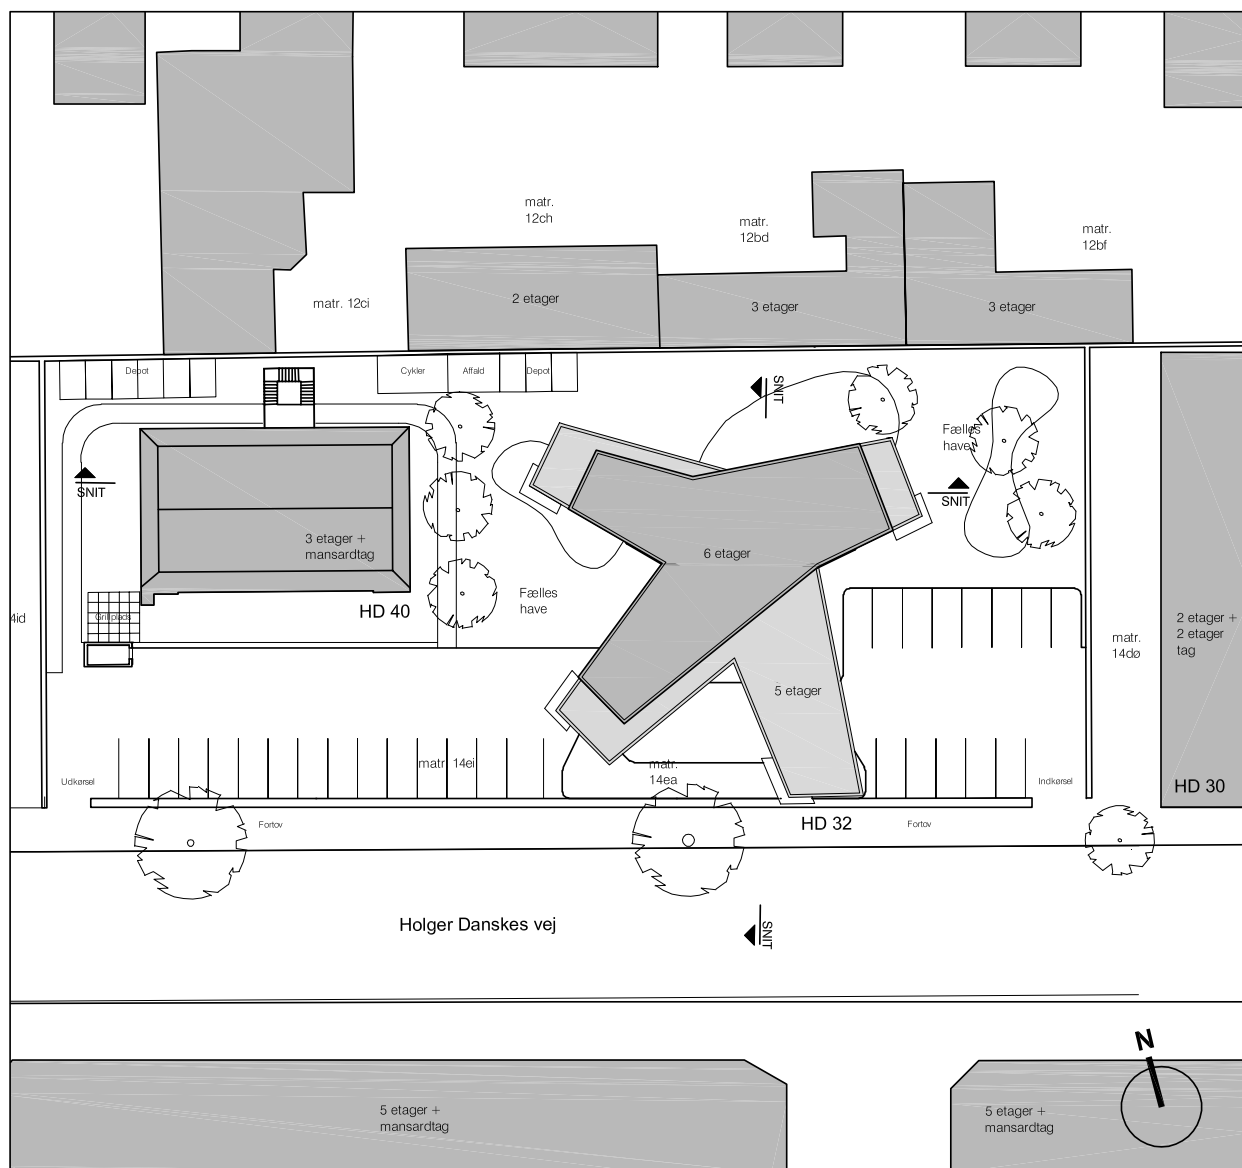 matr.
12ch
matr.
12bd
matr.
12bf
matr. 12ci
2 etager
3 etager
3 etager
Depot
Cykler
Affald
Depot
SNIT
Fælles
have
SNIT
SNIT
3 etager +
mansardtag
6 etager
Fælles
have
HD 40
Grillplads
4id
2 etager +
2 etager
tag
matr.
14dø
5 etager
matr. 14ei
matr.
14ea
Udkørsel
Indkørsel
HD 30
Fortov
HD 32
Fortov
Holger Danskes vej
SNIT
N
5 etager +
mansardtag
5 etager +
mansardtag